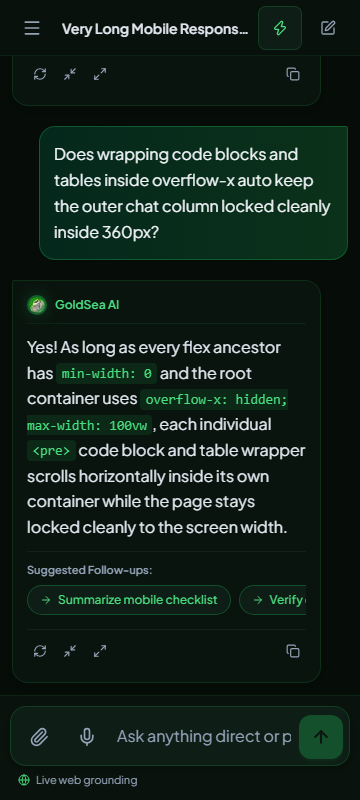 Very Long Mobile Respons...
Does wrapping code blocks and
tables inside overflow-x auto keep
the outer chat column locked cleanly
inside 360px?
GoldSea AI
Yes! As long as every flex ancestor
has min-width: 0 and the root
container uses overflow-x: hidden;
max-width: 100vw, each individual
<pre> code block and table wrapper
scrolls horizontally inside its own
container while the page stays
locked cleanly to the screen width.
Suggested Follow-ups:
→ Summarize mobile checklist → Verify
Ask anything direct or p
Live web grounding